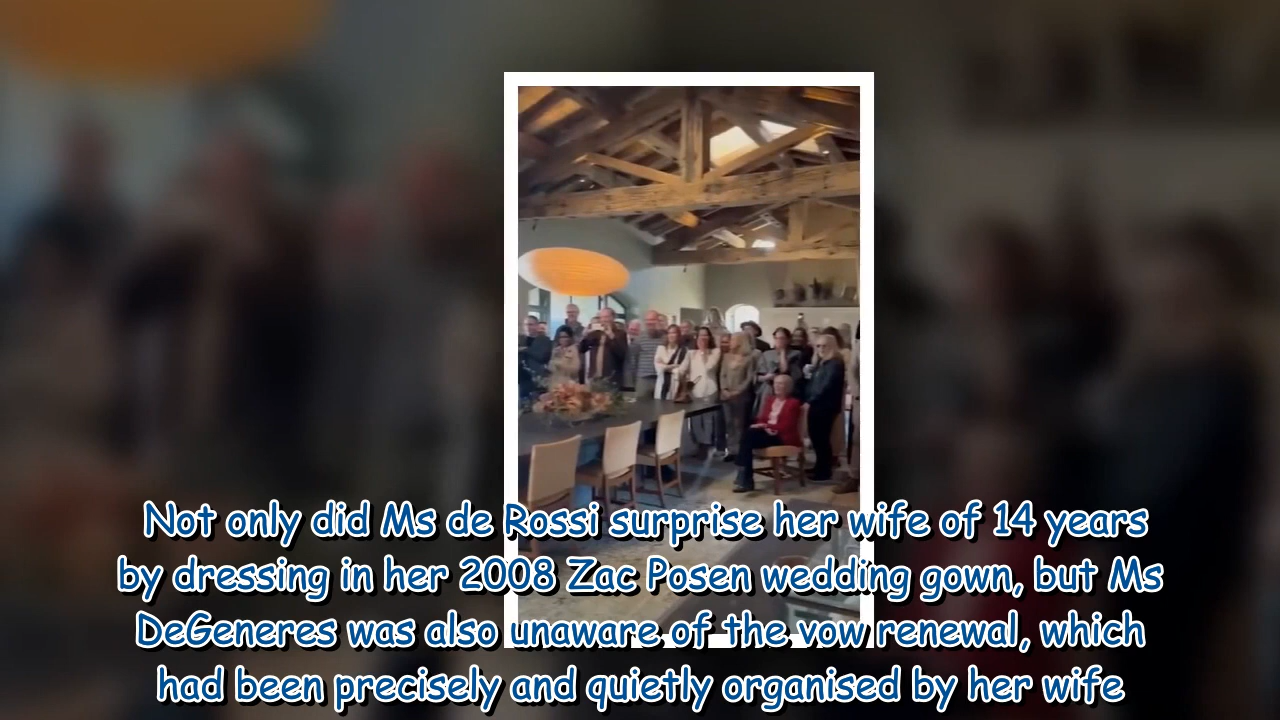 Not only did Ms de Rossi surprise her wife of 14 years
by dressing in her 2008 Zac Posen wedding gown, but Ms
DeGeneres was also unaware of the vow renewal, which
had been precisely and quietly organised by her wife